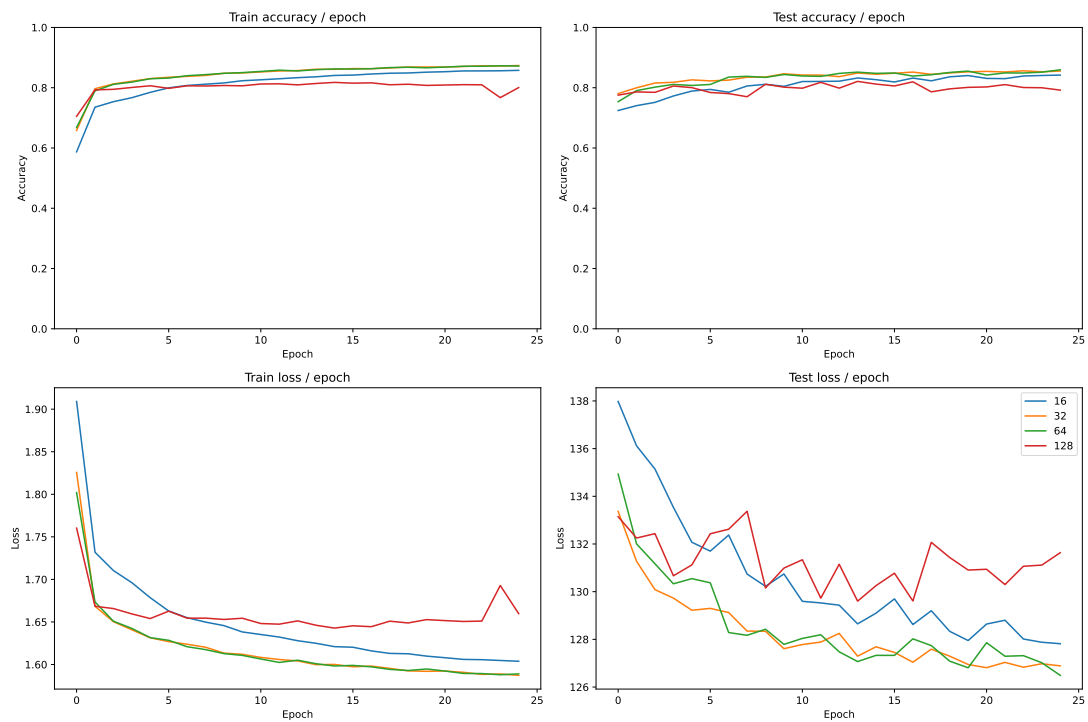 Train accuracy / epoch
Accuracy
1.0
0.8
0.6
0.4
0.2
0.0
0 5 10 15 20 25
Epoch
Test accuracy / epoch
Accuracy
1.0
0.8
0.6
0.4
0.2
0.0
0 5 10 15 20 25
Epoch
Train loss / epoch
Loss
1.90
1.85
1.80
1.75
1.70
1.65
1.60
0 5 10 15 20 25
Epoch
Test loss / epoch
Loss
138
136
134
132
130
128
126
0 5 10 15 20 25
Epoch
16
32
64
128